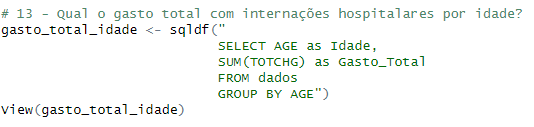 # 13 - Qual o gasto total com internações hospitalares por idade?
gasto_total_idade <- sqldf("
SELECT AGE as Idade,
SUM(TOTCHG) as Gasto_Total
FROM dados
GROUP BY AGE")
View(gasto_total_idade)